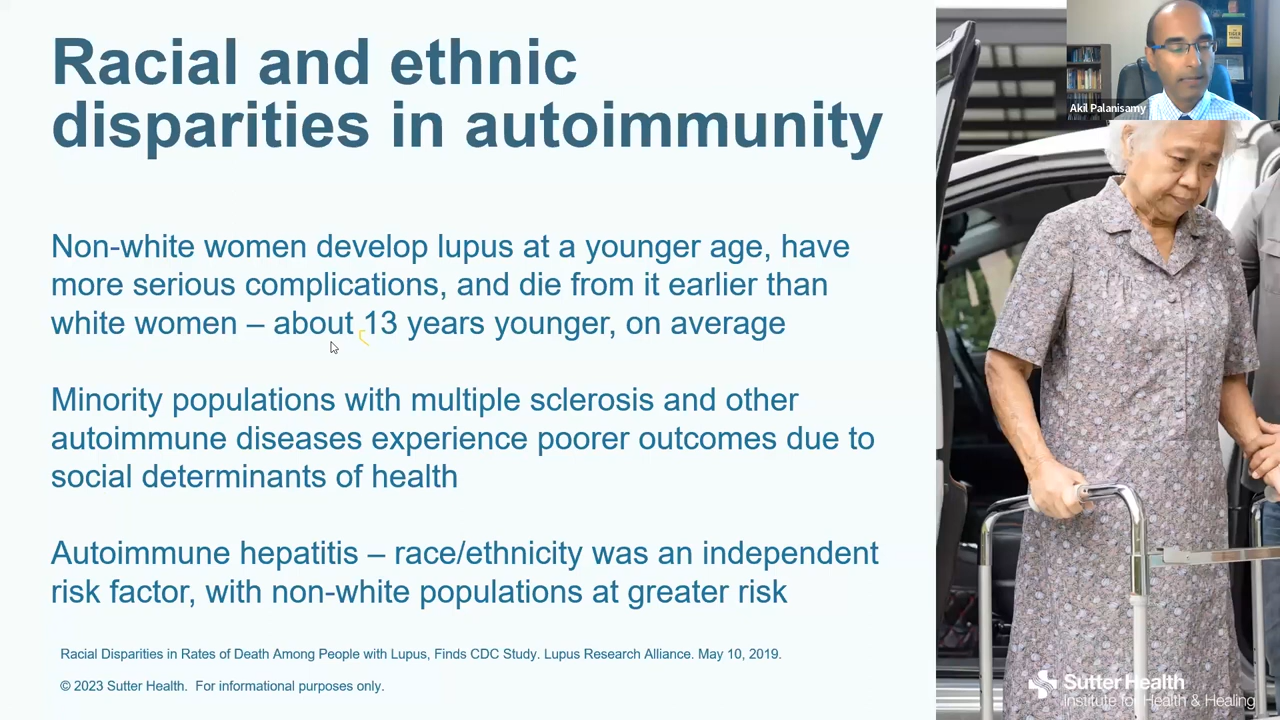 Racial and ethnic
disparities in autoimmunity
Akil Palanisamy
Non-white women develop lupus at a younger age, have
more serious complications, and die from it earlier than
white women – about 13 years younger, on average
Minority populations with multiple sclerosis and other
autoimmune diseases experience poorer outcomes due to
social determinants of health
Autoimmune hepatitis – race/ethnicity was an independent
risk factor, with non-white populations at greater risk
Racial Disparities in Rates of Death Among People with Lupus, Finds CDC Study. Lupus Research Alliance. May 10, 2019.
© 2023 Sutter Health. For informational purposes only.
Sutter Health
Institute for Health & Healing